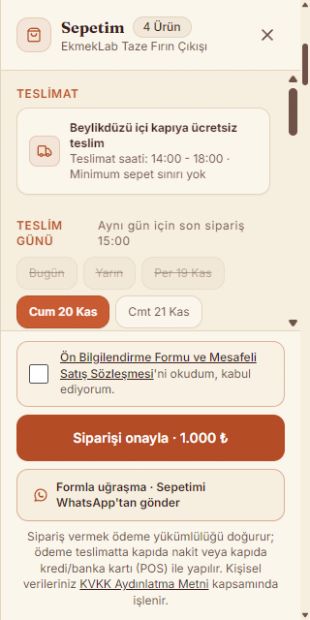 Sepetim 4 Ürün
EkmekLab Taze Fırın Çıkışı
TESLİMAT
Beylikdüzü içi kapıya ücretsiz
teslim
Teslimat saati: 14:00 - 18:00 ·
Minimum sepet sınırı yok
TESLİM
GÜNÜ
Aynı gün için son sipariş
15:00
Bugün Yarın Per 19 Kas
Cum 20 Kas Cmt 21 Kas
Ön Bilgilendirme Formu ve Mesafeli
Satış Sözleşmesi'ni okudum, kabul
ediyorum.
Siparişi onayla · 1.000 ₺
Formla uğraşma · Sepetimi
WhatsApp'tan gönder
Sipariş vermek ödeme yükümlülüğü doğurur;
ödeme teslimatta kapıda nakit veya kapıda
kredi/banka kartı (POS) ile yapılır. Kişisel
verileriniz KVKK Aydınlatma Metni kapsamında
işlenir.